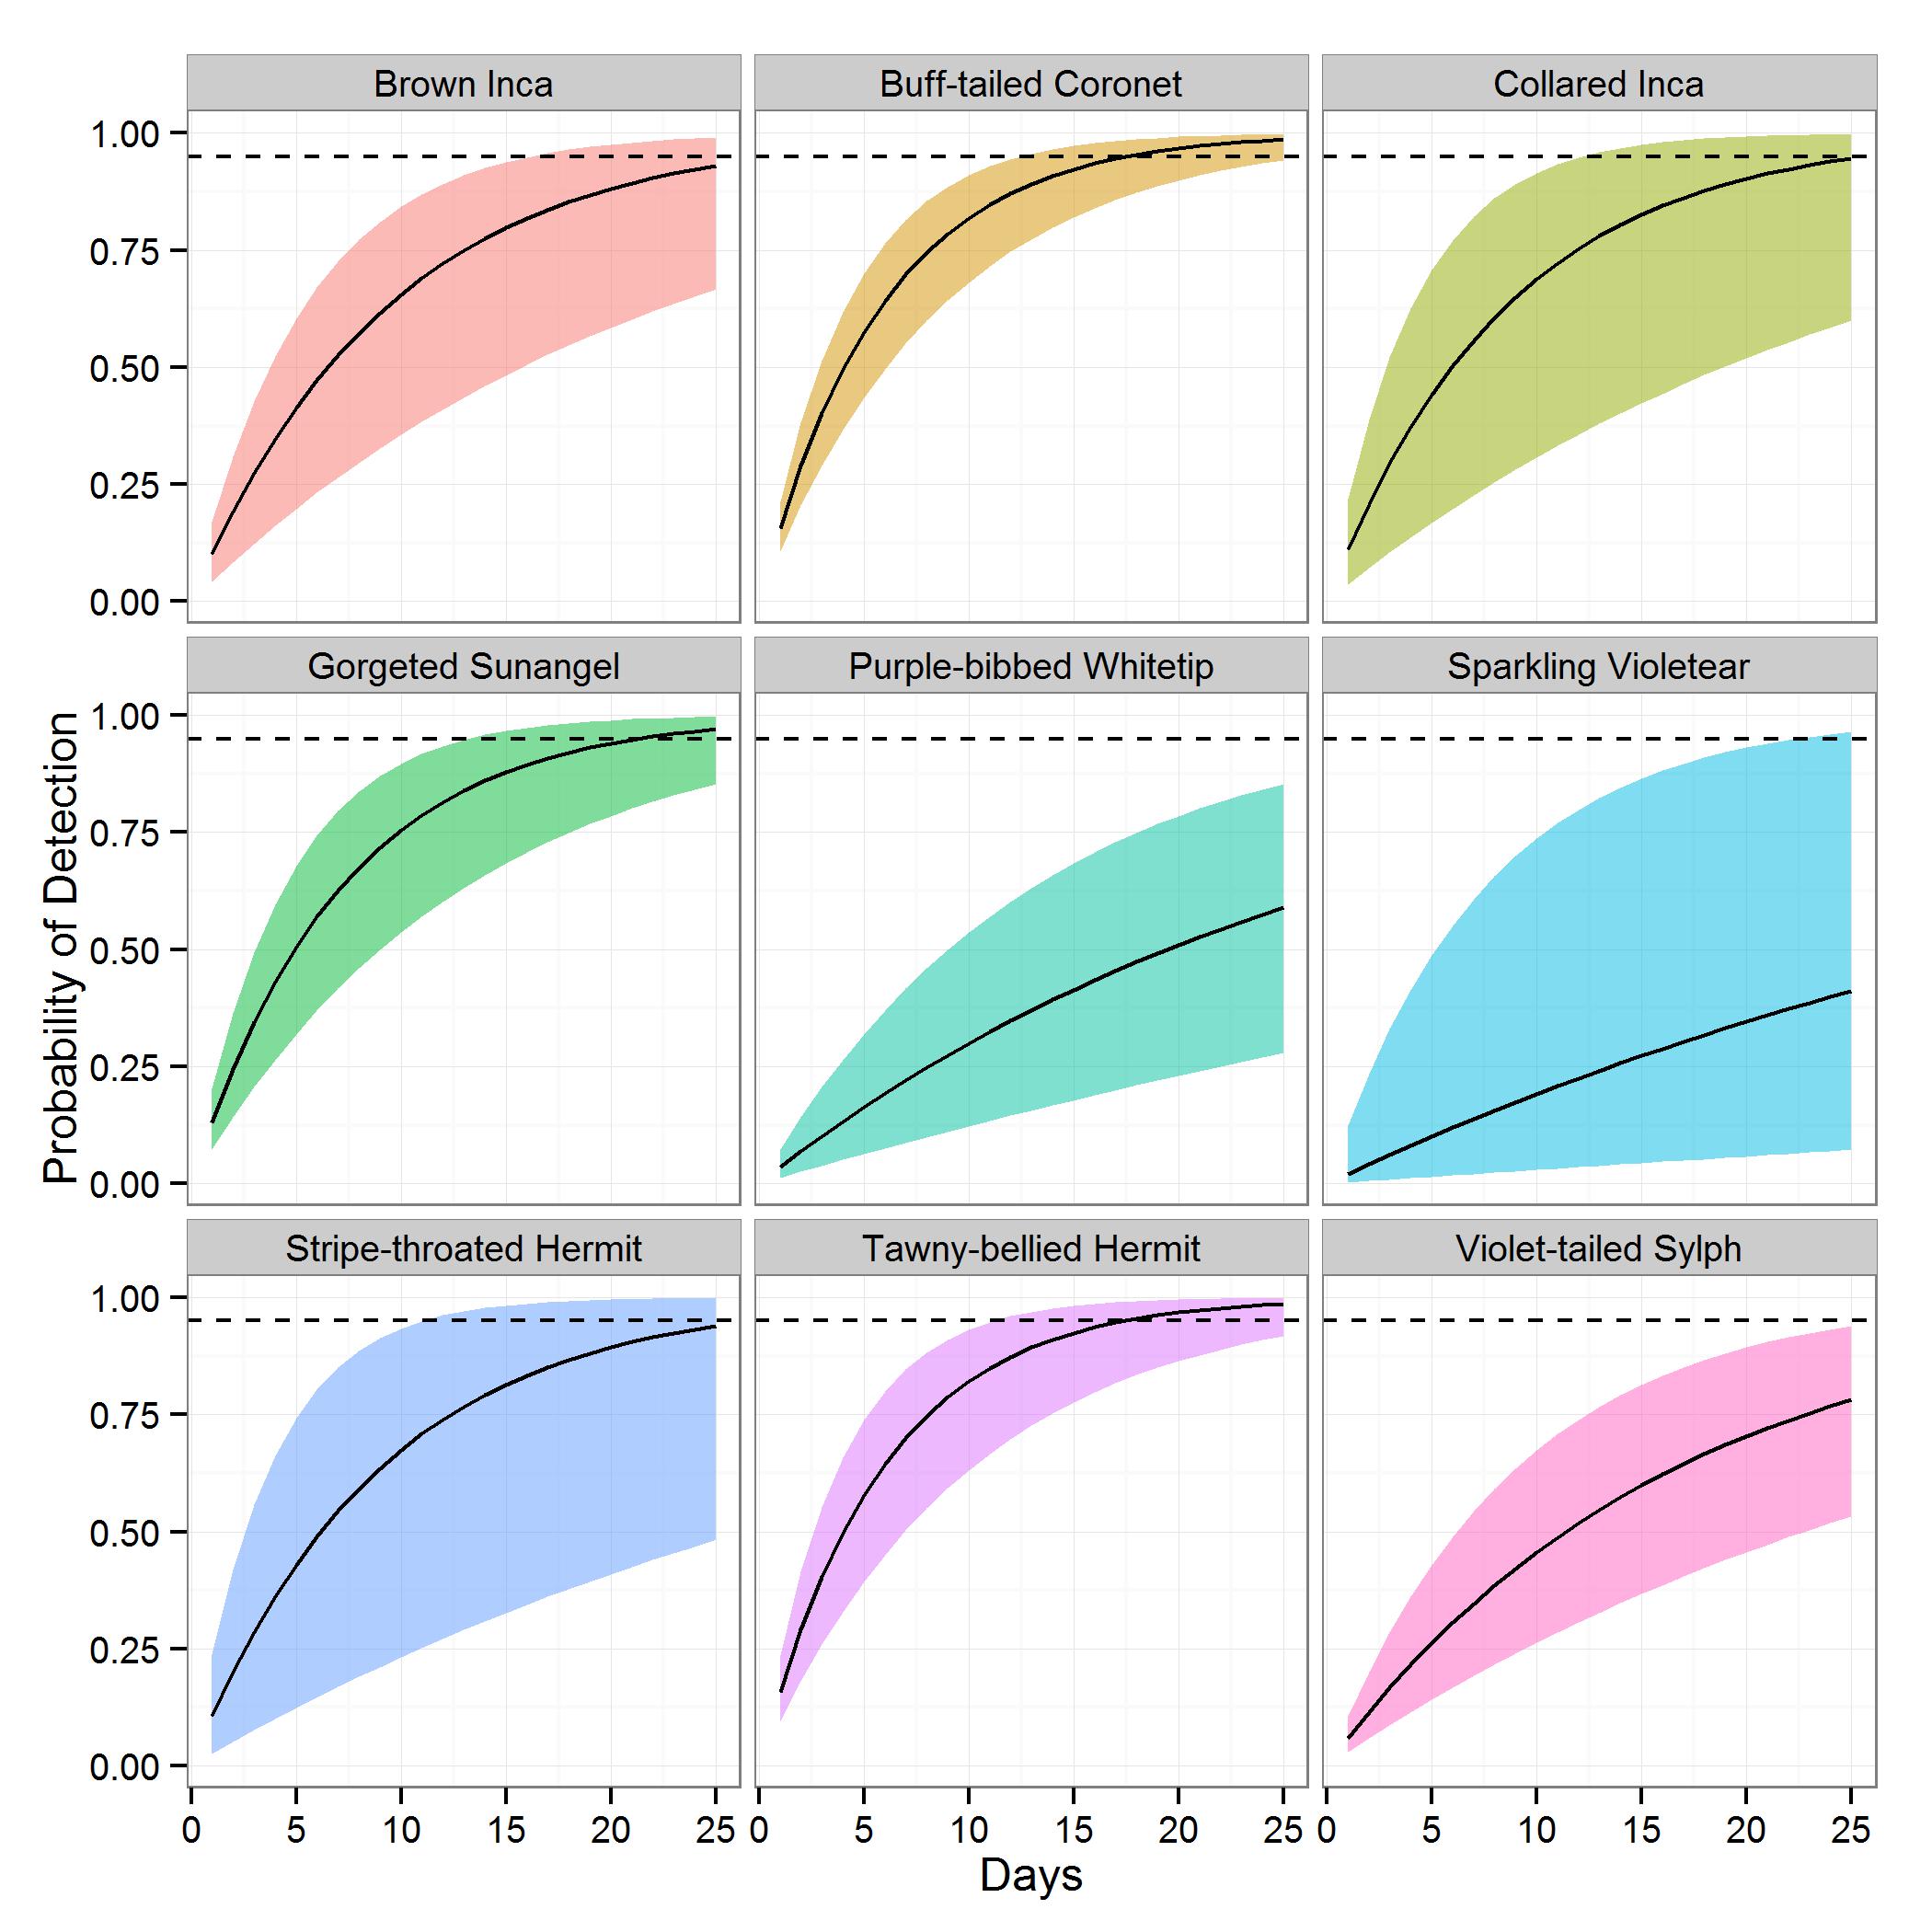 Brown Inca
Buff-tailed Coronet
Collared Inca
1.00
0.75
0.50
0.25
0.00
Gorgeted Sunangel
Purple-bibbed Whitetip
Sparkling Violetear
Probability of Detection
1.00
0.75
0.50
0.25
0.00
Stripe-throated Hermit
Tawny-bellied Hermit
Violet-tailed Sylph
1.00
0.75
0.50
0.25
0.00
0 5 10 15 20 25 0 5 10 15 20 25 0 5 10 15 20 25
Days